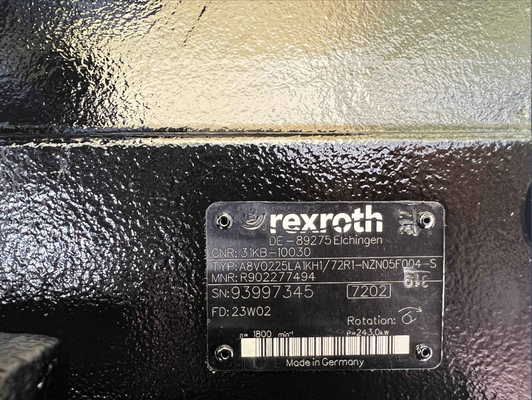 rexroth
DE - 89275 Elchingen
CNR: 31KB-10030
TYP: A8VO225LA1KH1/72R1-NZN05F004-S
MNR: R902277494
SN: 93997345 7202
FD: 23W02
Rotation:
n= 1800 min-1 P=243.0kW
Made in Germany